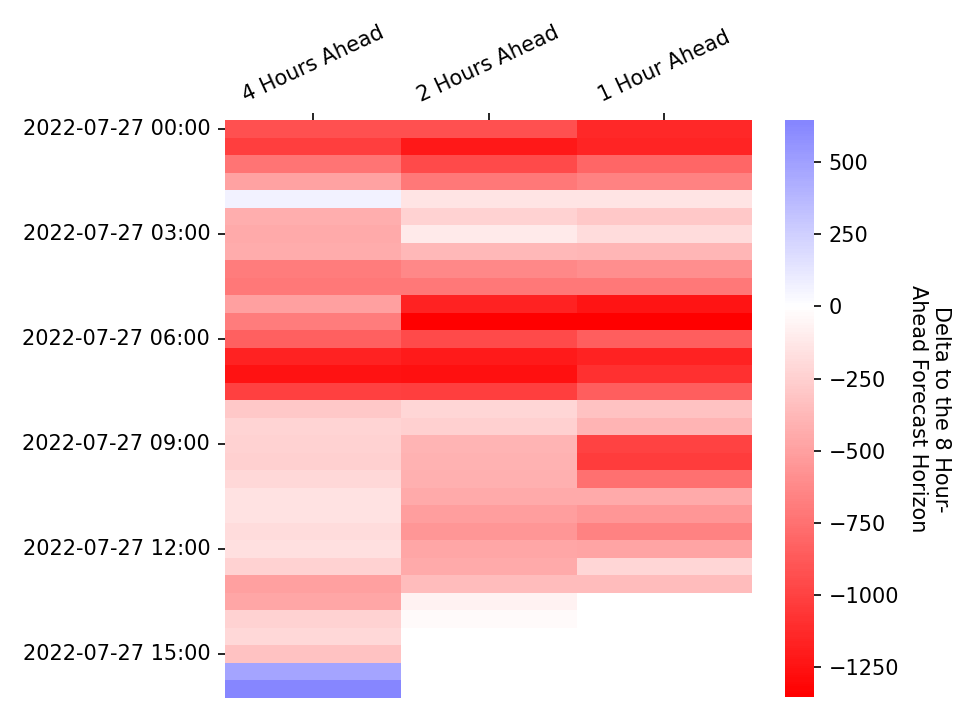 4 Hours Ahead
2 Hours Ahead
1 Hour Ahead
2022-07-27 00:00
2022-07-27 03:00
2022-07-27 06:00
2022-07-27 09:00
2022-07-27 12:00
2022-07-27 15:00
500
250
0
−250
−500
−750
−1000
−1250
Delta to the 8 Hour-
Ahead Forecast Horizon